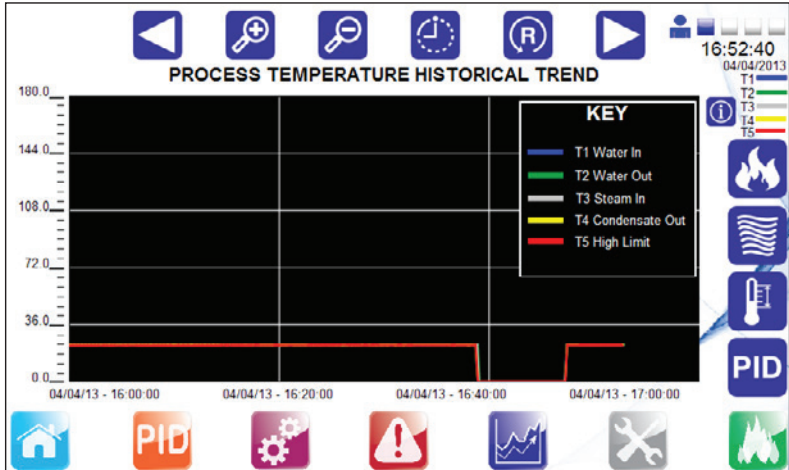 R
16:52:40
04/04/2013
PROCESS TEMPERATURE HISTORICAL TREND
T1
T2
T3
T4
T5
i
180.0
144.0
108.0
72.0
36.0
0.0
KEY
T1 Water In
T2 Water Out
T3 Steam In
T4 Condensate Out
T5 High Limit
PID
04/04/13 - 16:00:00 04/04/13 - 16:20:00 04/04/13 - 16:40:00 04/04/13 - 17:00:00
PID